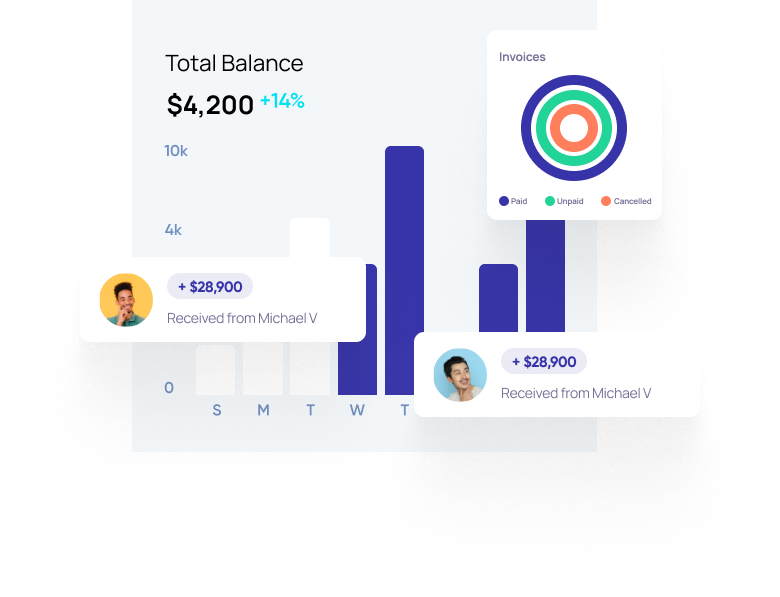 Total Balance
$4,200 +14%
Invoices
Paid Unpaid Cancelled
10k
4k
0
S M T W T
+ $28,900
Received from Michael V
+ $28,900
Received from Michael V